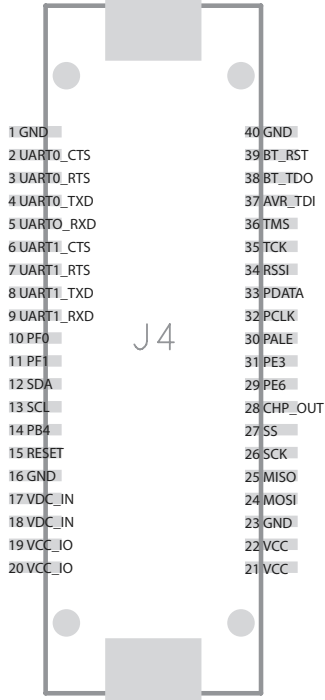 1 GND
2 UART0_CTS
3 UART0_RTS
4 UART0_TXD
5 UARTO_RXD
6 UART1_CTS
7 UART1_RTS
8 UART1_TXD
9 UART1_RXD
10 PF0
11 PF1
12 SDA
13 SCL
14 PB4
15 RESET
16 GND
17 VDC_IN
18 VDC_IN
19 VCC_IO
20 VCC_IO
J4
40 GND
39 BT_RST
38 BT_TDO
37 AVR_TDI
36 TMS
35 TCK
34 RSSI
33 PDATA
32 PCLK
30 PALE
31 PE3
29 PE6
28 CHP_OUT
27 SS
26 SCK
25 MISO
24 MOSI
23 GND
22 VCC
21 VCC